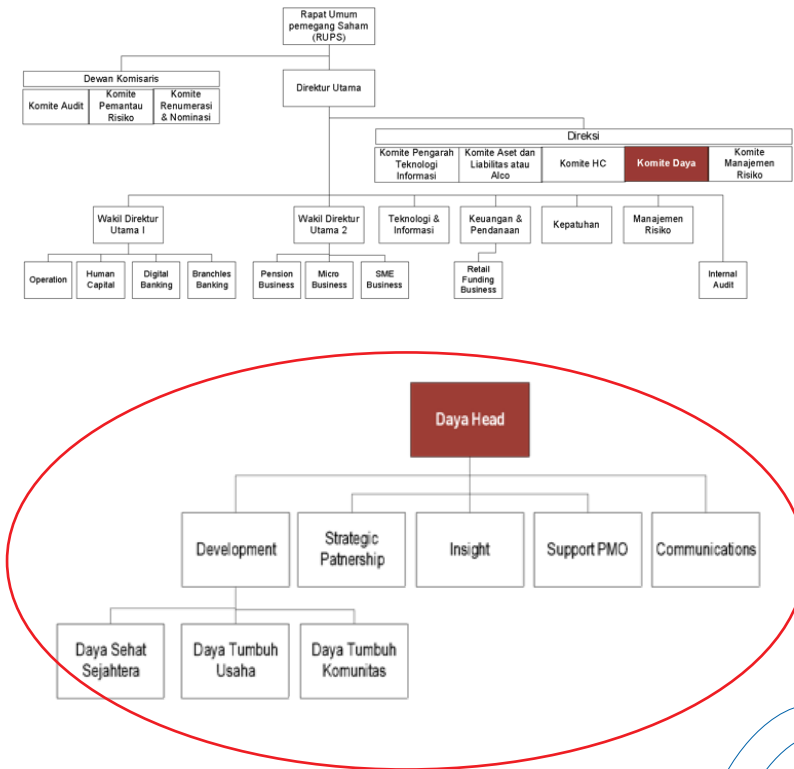 Rapat Umum
pemegang Saham
(RUPS)
Dewan Komisaris
Komite Audit
Komite
Pemantau
Risiko
Komite
Renumerasi
& Nominasi
Direktur Utama
Direksi
Komite Pengarah
Teknologi
Informasi
Komite Aset dan
Liabilitas atau
Alco
Komite HC
Komite Daya
Komite
Manajemen
Risiko
Wakil Direktur
Utama I
Wakil Direktur
Utama 2
Teknologi &
Informasi
Keuangan &
Pendanaan
Kepatuhan
Manajemen
Risiko
Operation
Human
Capital
Digital
Banking
Branchles
Banking
Pension
Business
Micro
Business
SME
Business
Retail
Funding
Business
Internal
Audit
Daya Head
Development
Strategic
Patnership
Insight
Support PMO
Communications
Daya Sehat
Sejahtera
Daya Tumbuh
Usaha
Daya Tumbuh
Komunitas